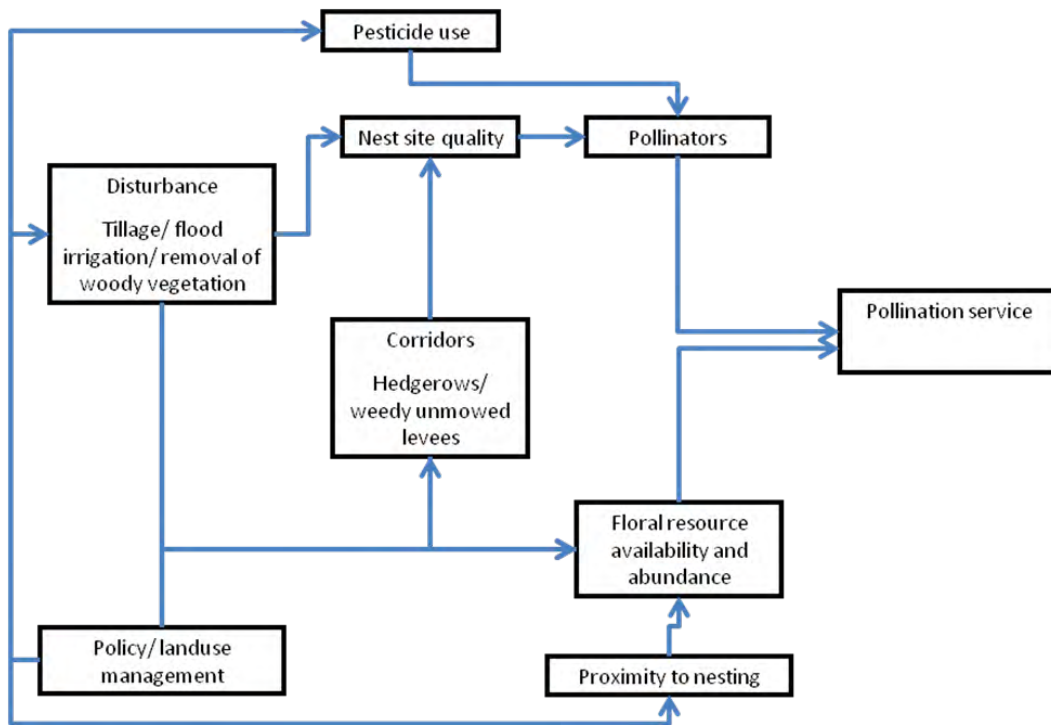 Pesticide use
Nest site quality
Pollinators
Disturbance
Tillage/ flood
irrigation/ removal of
woody vegetation
Pollination service
Corridors
Hedgerows/
weedy unmowed
levees
Floral resource
availability and
abundance
Policy/ landuse
management
Proximity to nesting